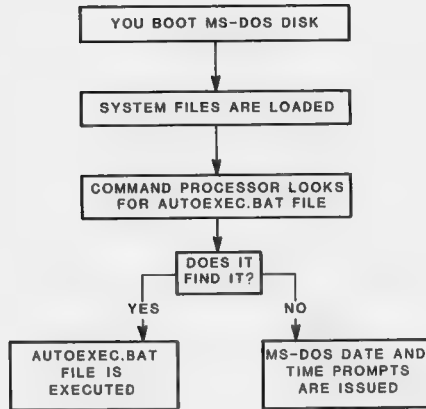 YOU BOOT MS-DOS DISK
SYSTEM FILES ARE LOADED
COMMAND PROCESSOR LOOKS
FOR AUTOEXEC.BAT FILE
DOES IT
FIND IT?
YES
NO
AUTOEXEC.BAT
FILE IS
EXECUTED
MS-DOS DATE AND
TIME PROMPTS
ARE ISSUED